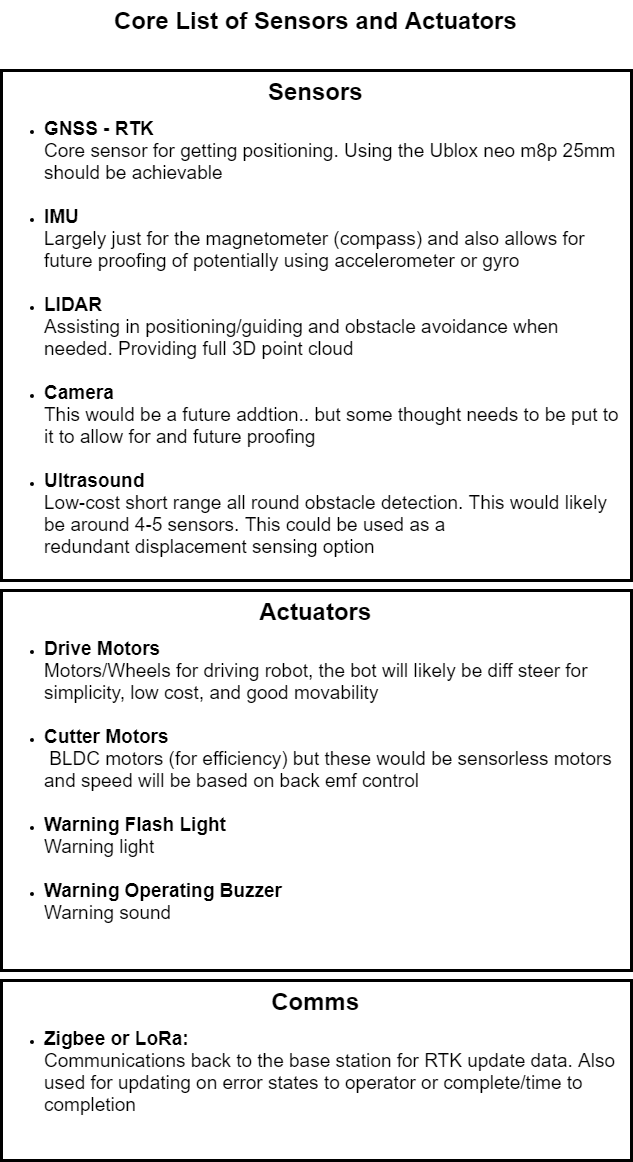 Core List of Sensors and Actuators
Sensors
GNSS - RTK
Core sensor for getting positioning. Using the Ublox neo m8p 25mm
should be achievable
IMU
Largely just for the magnetometer (compass) and also allows for
future proofing of potentially using accelerometer or gyro
LIDAR
Assisting in positioning/guiding and obstacle avoidance when
needed. Providing full 3D point cloud
Camera
This would be a future addtion.. but some thought needs to be put to
it to allow for and future proofing
Ultrasound
Low-cost short range all round obstacle detection. This would likely
be around 4-5 sensors. This could be used as a
redundant displacement sensing option
Actuators
Drive Motors
Motors/Wheels for driving robot, the bot will likely be diff steer for
simplicity, low cost, and good movability
Cutter Motors
BLDC motors (for efficiency) but these would be sensorless motors
and speed will be based on back emf control
Warning Flash Light
Warning light
Warning Operating Buzzer
Warning sound
Comms
Zigbee or LoRa:
Communications back to the base station for RTK update data. Also
used for updating on error states to operator or complete/time to
completion